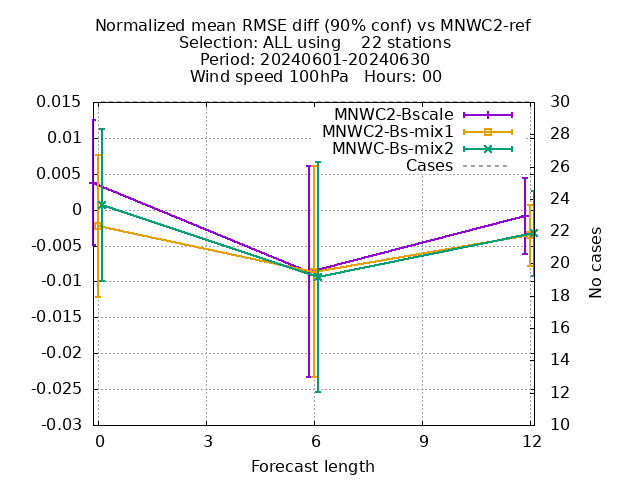 Normalized mean RMSE diff (90% conf) vs MNWC2-ref
Selection: ALL using    22 stations
Period: 20240601-20240630
Wind speed 100hPa   Hours: 00
MNWC2-Bscale
MNWC2-Bs-mix1
MNWC-Bs-mix2
Cases
0.015
0.01
0.005
0
-0.005
-0.01
-0.015
-0.02
-0.025
-0.03
30
28
26
24
22
20
18
16
14
12
10
No cases
0 3 6 9 12
Forecast length